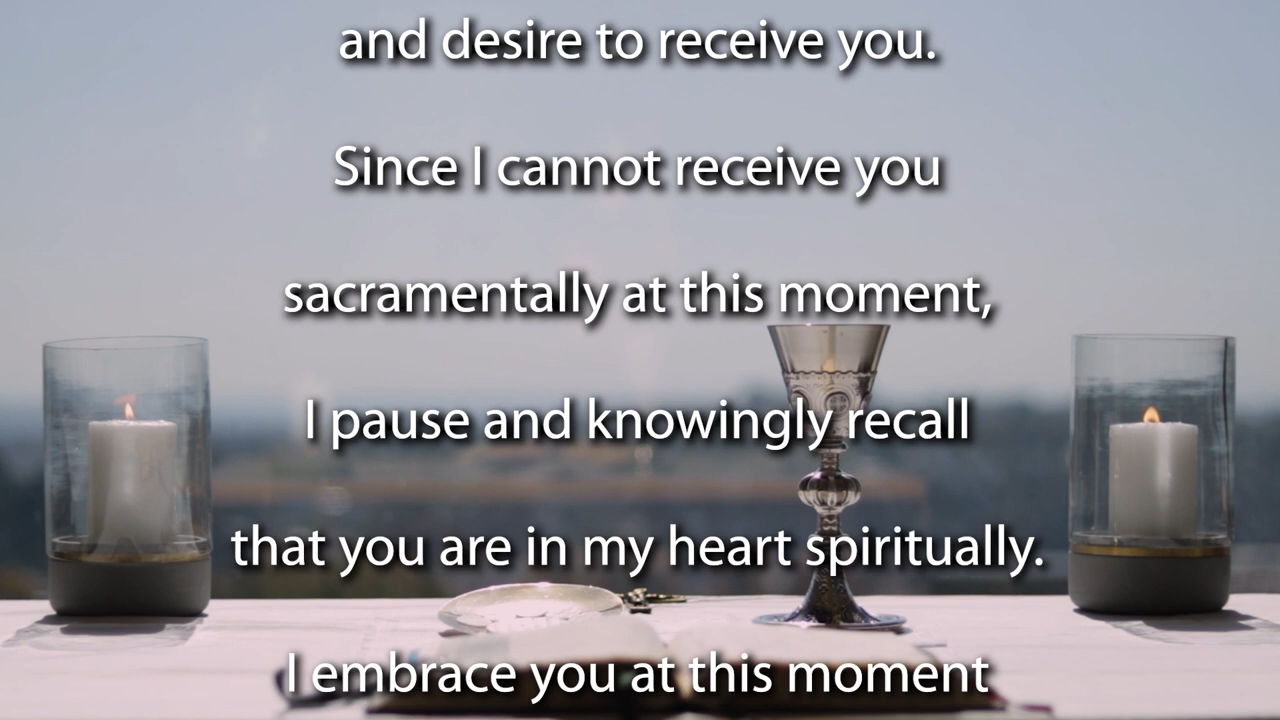 and desire to receive you.
Since I cannot receive you
sacramentally at this moment,
I pause and knowingly recall
that you are in my heart spiritually.
I embrace you at this moment